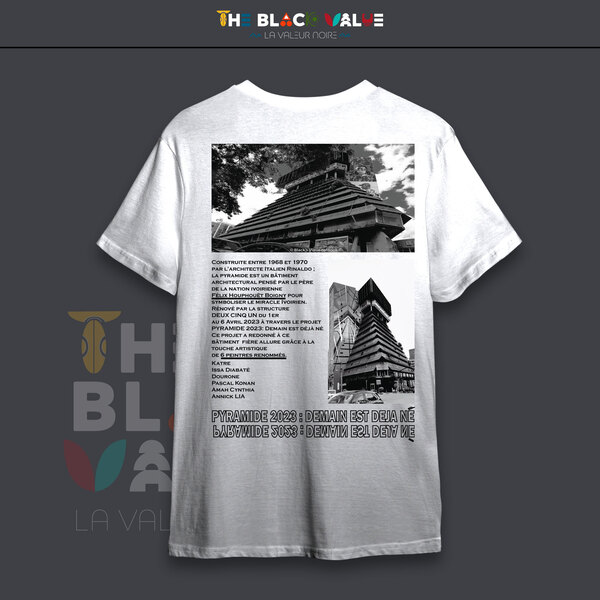 THE BLACK VALUE
LA VALEUR NOIRE
Construite entre 1968 et 1970
par l'architecte Italien Rinaldo ;
la pyramide est un bâtiment
architectural pensé par le père
de la nation ivoirienne
Félix Houphouët Boigny pour
symboliser le miracle Ivoirien.
Rénové par la structure
DEUX CINQ UN du 1er
au 6 Avril 2023 à travers le projet
PYRAMIDE 2023: Demain est déjà né
Ce projet a redonné à ce
bâtiment fière allure grâce à la
touche artistique
de 6 peintres renommés.
Katre
Issa Diabaté
Dourone
Pascal Konan
Amah Cynthia
Annick LIA
PYRAMIDE 2023 : DEMAIN EST DEJA NÉ
PYRAMIDE 2023 : DEMAIN EST DEJA NÉ
THE
BL
VA
LA VAL